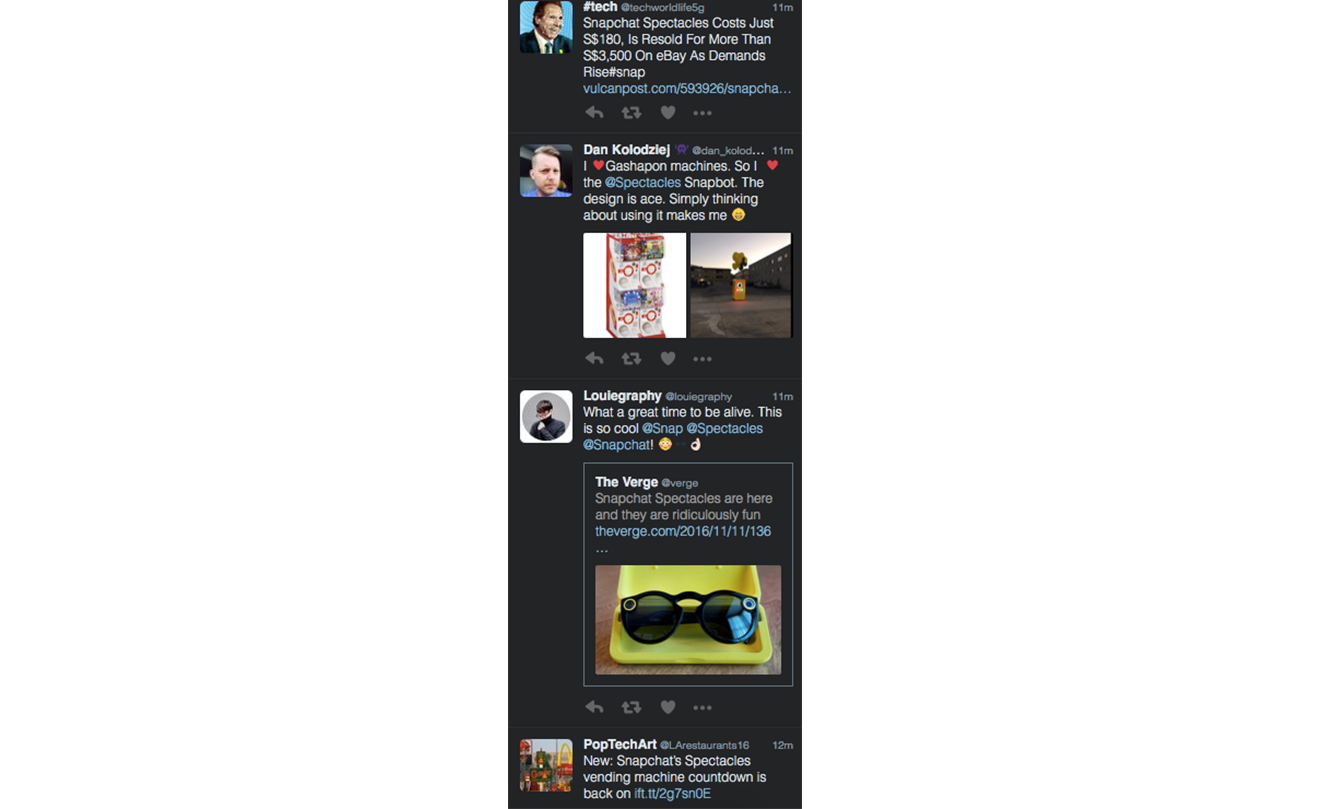 #tech @techworldlife5g 11m
Snapchat Spectacles Costs Just
S$180, Is Resold For More Than
S$3,500 On eBay As Demands
Rise#snap
vulcanpost.com/593926/snapcha…
Dan Kolodziej 👾 @dan_kolod… 11m
I ❤️Gashapon machines. So I ❤️
the @Spectacles Snapbot. The
design is ace. Simply thinking
about using it makes me 😄
Louiegraphy @louiegraphy 11m
What a great time to be alive. This
is so cool @Snap @Spectacles
@Snapchat! 😳🕶👌🏻
The Verge @verge
Snapchat Spectacles are here
and they are ridiculously fun
theverge.com/2016/11/11/136
…
PopTechArt @LArestaurants16 12m
New: Snapchat's Spectacles
vending machine countdown is
back on ift.tt/2g7sn0E